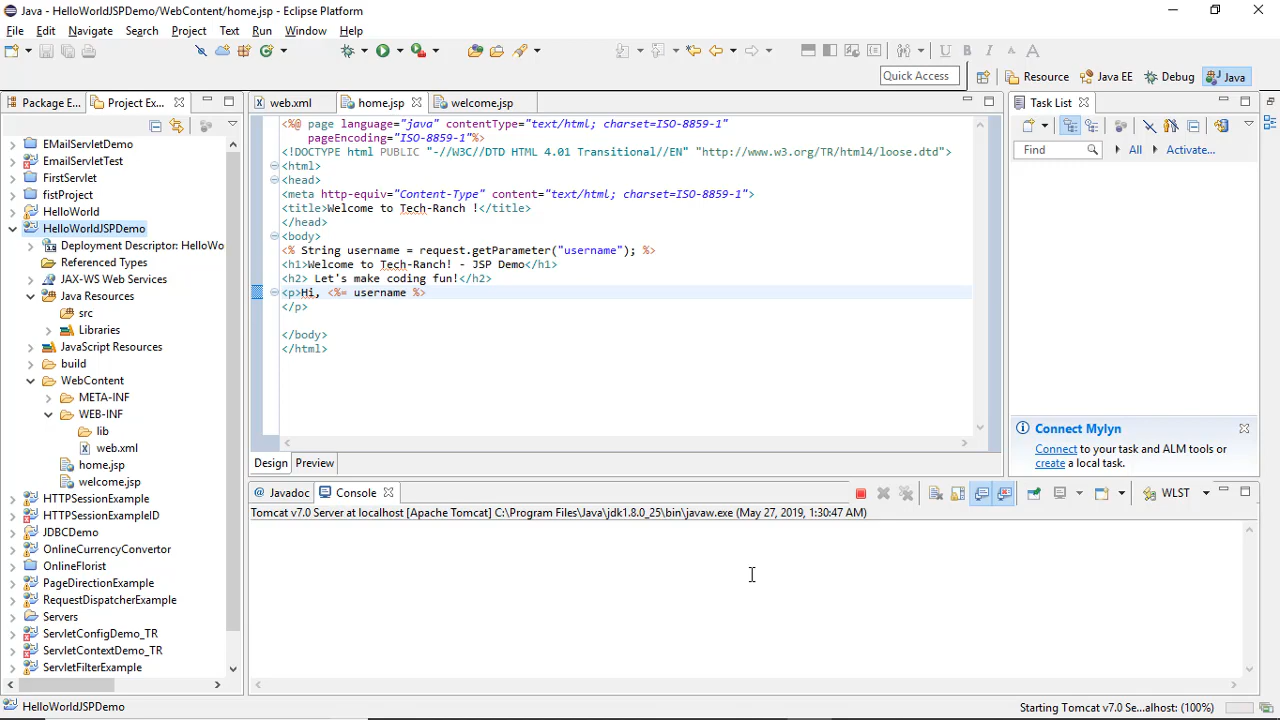 Java - HelloWorldJSPDemo/WebContent/home.jsp - Eclipse Platform
File Edit Navigate Search Project Text Run Window Help
Quick Access
Resource Java EE Debug Java
Package E... Project Ex...
web.xml home.jsp welcome.jsp
Task List
Find All Activate...
EMailServletDemo
EmailServletTest
FirstServlet
fistProject
HelloWorld
HelloWorldJSPDemo
Deployment Descriptor: HelloWo
Referenced Types
JAX-WS Web Services
Java Resources
src
Libraries
JavaScript Resources
build
WebContent
META-INF
WEB-INF
lib
web.xml
home.jsp
welcome.jsp
HTTPSessionExample
HTTPSessionExampleID
JDBCDemo
OnlineCurrencyConvertor
OnlineFlorist
PageDirectionExample
RequestDispatcherExample
Servers
ServletConfigDemo_TR
ServletContextDemo_TR
ServletFilterExample
<%@ page language="java" contentType="text/html; charset=ISO-8859-1"
pageEncoding="ISO-8859-1"%>
<!DOCTYPE html PUBLIC "-//W3C//DTD HTML 4.01 Transitional//EN" "http://www.w3.org/TR/html4/loose.dtd">
<html>
<head>
<meta http-equiv="Content-Type" content="text/html; charset=ISO-8859-1">
<title>Welcome to Tech-Ranch !</title>
</head>
<body>
<% String username = request.getParameter("username"); %>
<h1>Welcome to Tech-Ranch! - JSP Demo</h1>
<h2> Let's make coding fun!</h2>
<p>Hi, <%= username %>
</p>
</body>
</html>
Design Preview
Connect Mylyn
Connect to your task and ALM tools or
create a local task.
Javadoc Console
WLST
Tomcat v7.0 Server at localhost [Apache Tomcat] C:\Program Files\Java\jdk1.8.0_25\bin\javaw.exe (May 27, 2019, 1:30:47 AM)
HelloWorldJSPDemo
Starting Tomcat v7.0 Se...alhost: (100%)